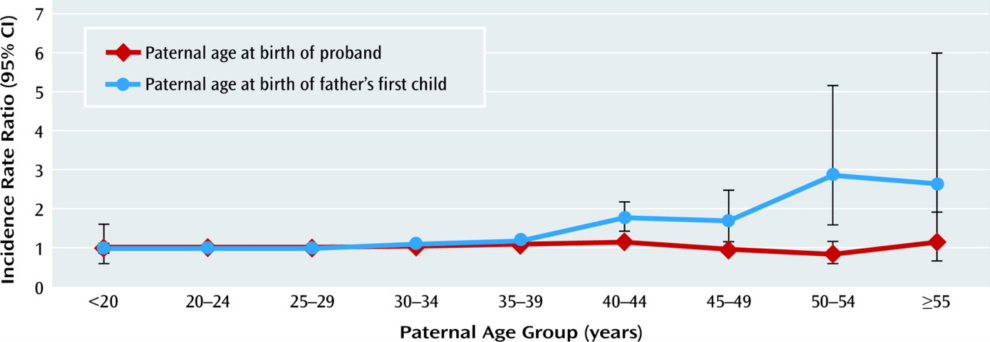 Incidence Rate Ratio (95% CI)
7
6
5
4
3
2
1
0
Paternal age at birth of proband
Paternal age at birth of father's first child
<20 20–24 25–29 30–34 35–39 40–44 45–49 50–54 ≥55
Paternal Age Group (years)